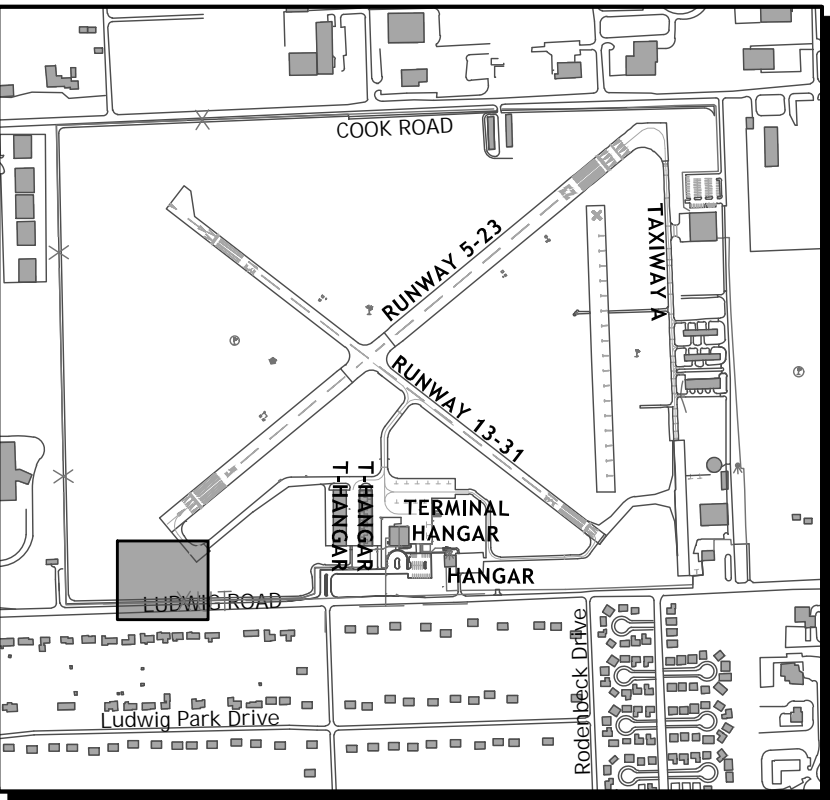 COOK ROAD
RUNWAY 5-23
TAXIWAY A
RUNWAY 13-31
T-HANGAR
T-HANGAR
TERMINAL
HANGAR
HANGAR
LUDWIG ROAD
Ludwig Park Drive
Rodenbeck Drive